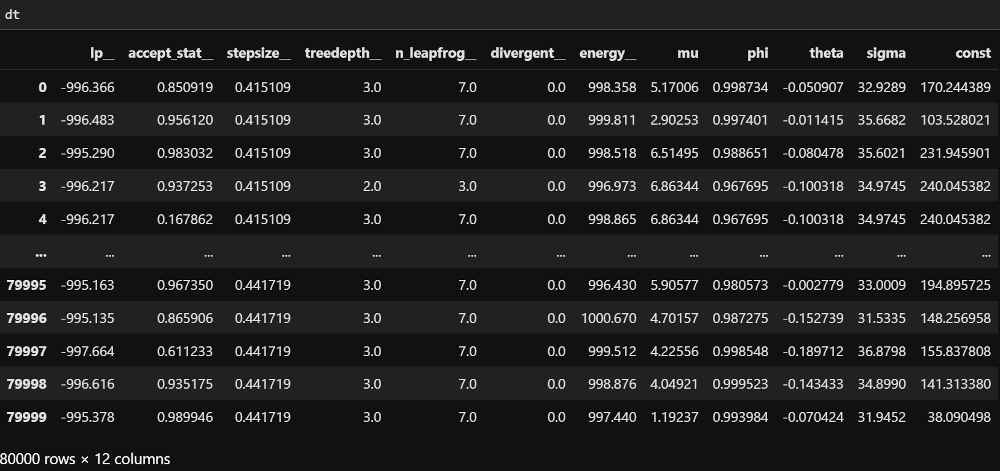 dt
lp__ accept_stat__ stepsize__ treedepth__ n_leapfrog__ divergent__ energy__ mu phi theta sigma const
0 -996.366 0.850919 0.415109 3.0 7.0 0.0 998.358 5.17006 0.998734 -0.050907 32.9289 170.244389
1 -996.483 0.956120 0.415109 3.0 7.0 0.0 999.811 2.90253 0.997401 -0.011415 35.6682 103.528021
2 -995.290 0.983032 0.415109 3.0 7.0 0.0 998.518 6.51495 0.988651 -0.080478 35.6021 231.945901
3 -996.217 0.937253 0.415109 2.0 3.0 0.0 996.973 6.86344 0.967695 -0.100318 34.9745 240.045382
4 -996.217 0.167862 0.415109 3.0 7.0 0.0 998.865 6.86344 0.967695 -0.100318 34.9745 240.045382
... ... ... ... ... ... ... ... ... ... ... ... ...
79995 -995.163 0.967350 0.441719 3.0 7.0 0.0 996.430 5.90577 0.980573 -0.002779 33.0009 194.895725
79996 -995.135 0.865906 0.441719 3.0 7.0 0.0 1000.670 4.70157 0.987275 -0.152739 31.5335 148.256958
79997 -997.664 0.611233 0.441719 3.0 7.0 0.0 999.512 4.22556 0.998548 -0.189712 36.8798 155.837808
79998 -996.616 0.935175 0.441719 3.0 7.0 0.0 998.876 4.04921 0.999523 -0.143433 34.8990 141.313380
79999 -995.378 0.989946 0.441719 3.0 7.0 0.0 997.440 1.19237 0.993984 -0.070424 31.9452 38.090498
80000 rows × 12 columns